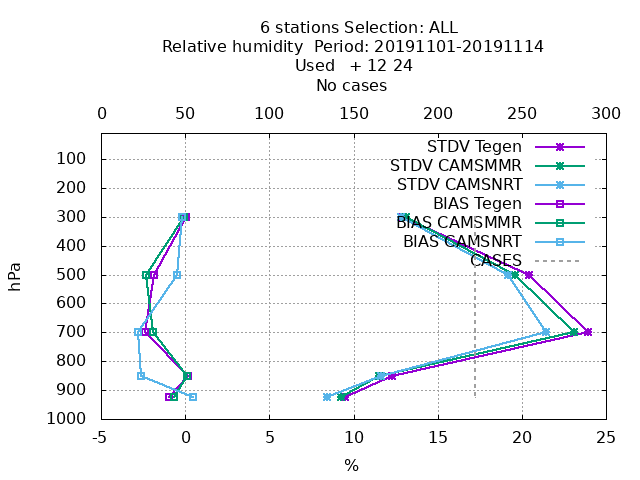 6 stations Selection: ALL
Relative humidity  Period: 20191101-20191114
Used   + 12 24
No cases
0 50 100 150 200 250 300
STDV Tegen
STDV CAMSMMR
STDV CAMSNRT
BIAS Tegen
BIAS CAMSMMR
BIAS CAMSNRT
CASES
100
200
300
400
500
600
700
800
900
1000
hPa
-5 0 5 10 15 20 25
%